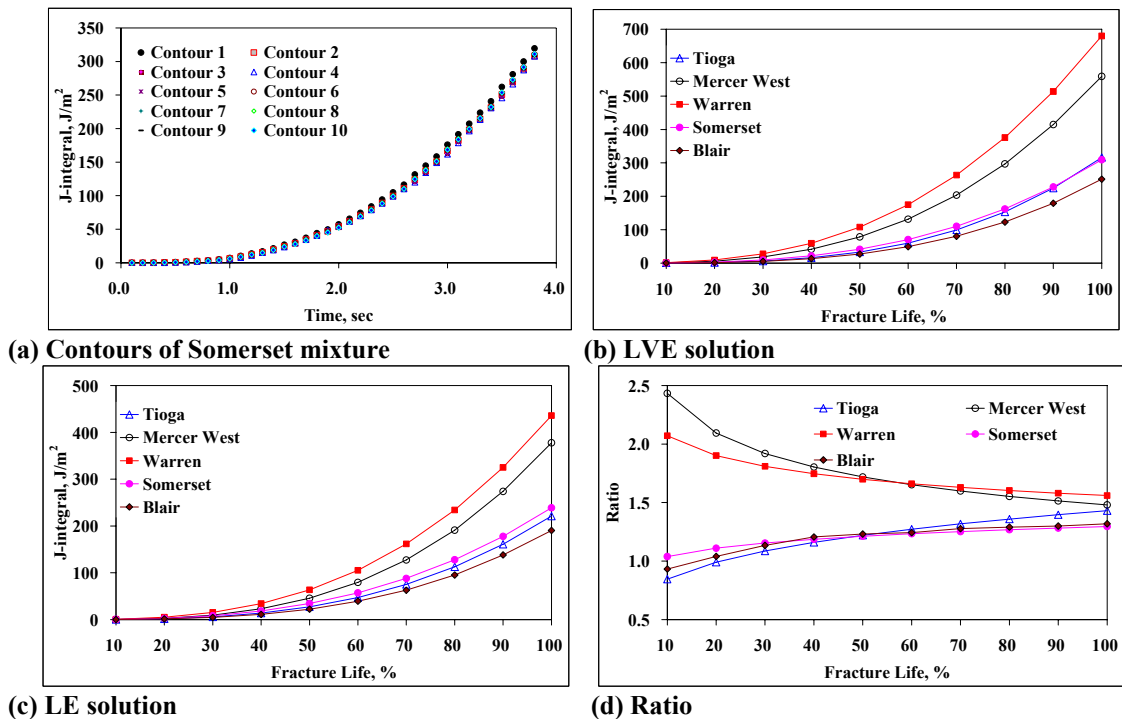 350
300
250
200
150
100
50
0
J-integral, J/m²
Contour 1 Contour 2
Contour 3 Contour 4
Contour 5 Contour 6
Contour 7 Contour 8
Contour 9 Contour 10
0.0 1.0 2.0 3.0 4.0
Time, sec
(a) Contours of Somerset mixture
700
600
500
400
300
200
100
0
J-integral, J/m²
Tioga
Mercer West
Warren
Somerset
Blair
10 20 30 40 50 60 70 80 90 100
Fracture Life, %
(b) LVE solution
500
400
300
200
100
0
J-integral, J/m²
Tioga
Mercer West
Warren
Somerset
Blair
10 20 30 40 50 60 70 80 90 100
Fracture Life, %
(c) LE solution
2.5
2.0
1.5
1.0
0.5
Ratio
Tioga Mercer West
Warren Somerset
Blair
10 20 30 40 50 60 70 80 90 100
Fracture Life, %
(d) Ratio